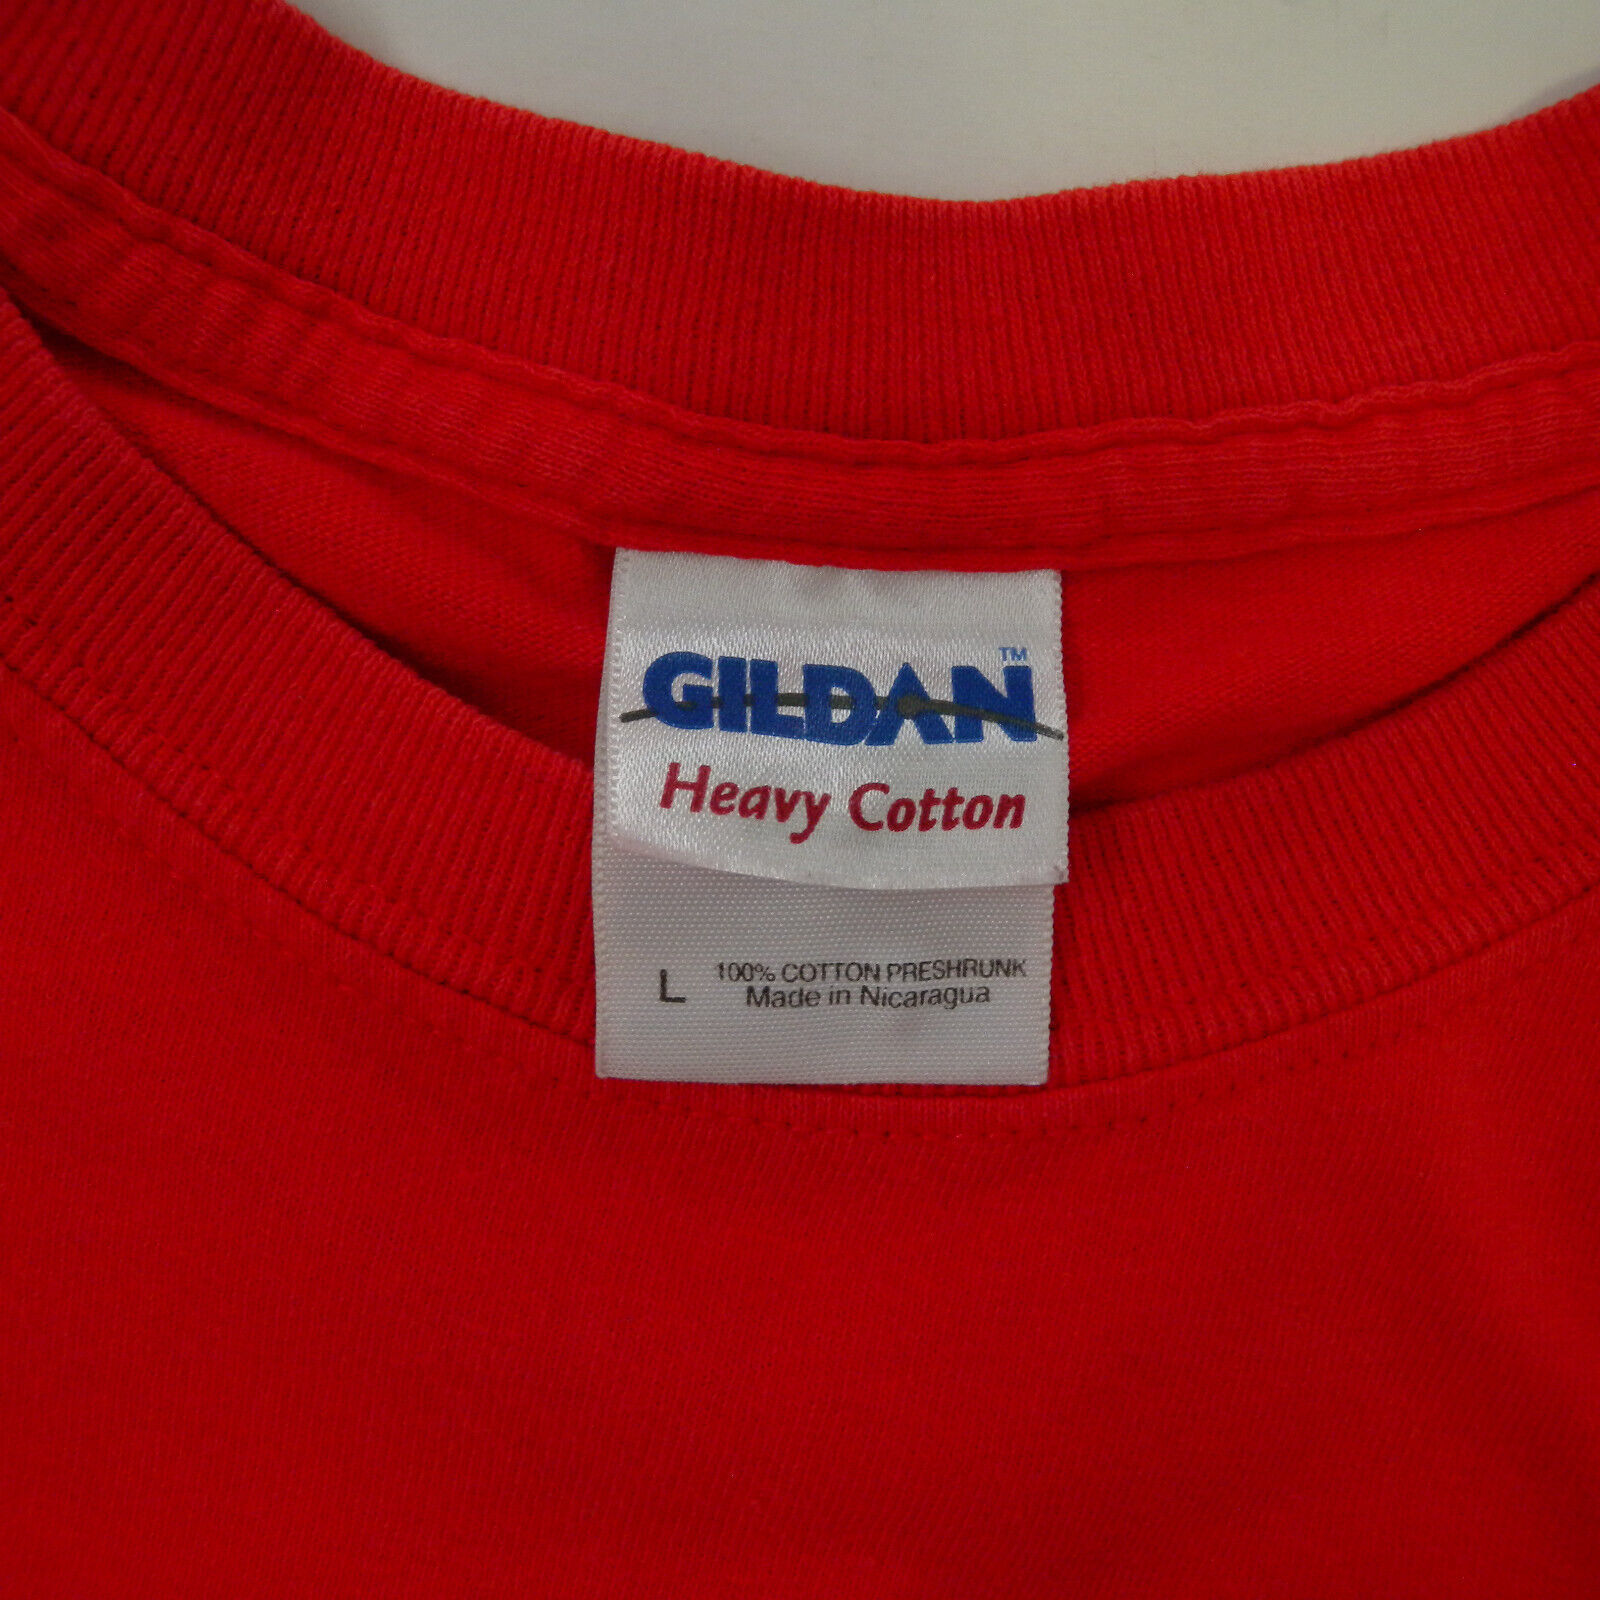 GILDAN™
Heavy Cotton
L 100% COTTON PRESHRUNK
Made in Nicaragua